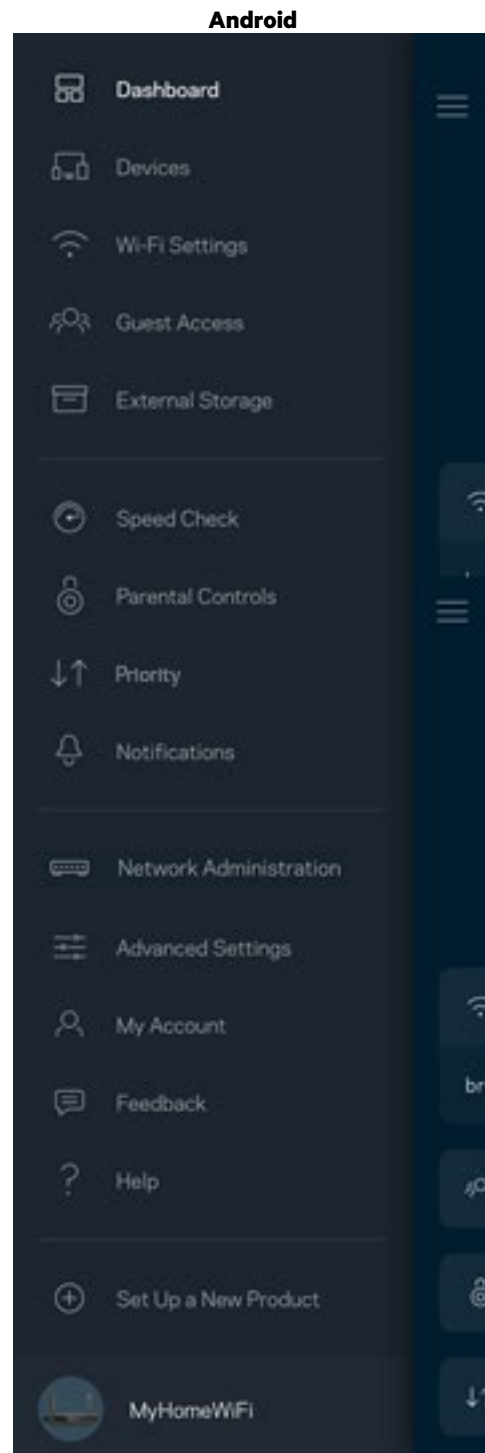 Android
Dashboard
Devices
Wi-Fi Settings
Guest Access
External Storage
Speed Check
Parental Controls
Priority
Notifications
Network Administration
Advanced Settings
My Account
br
Feedback
Help
Set Up a New Product
MyHomeWiFi